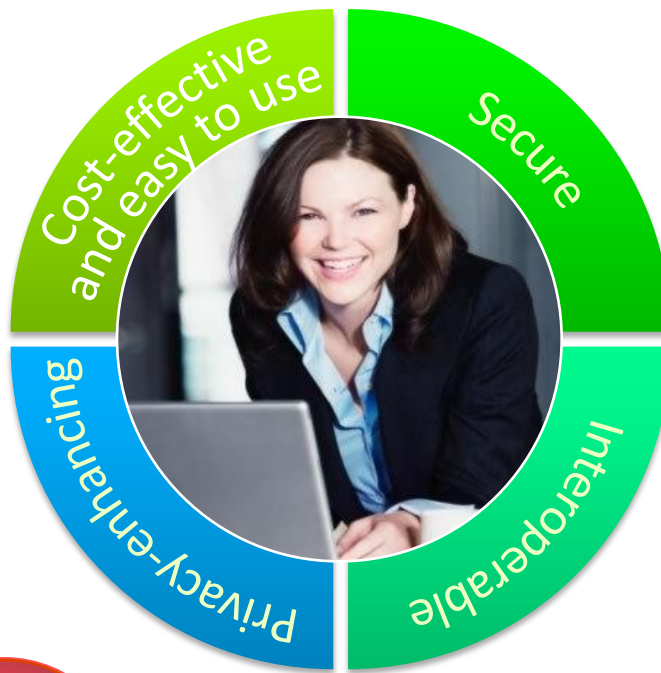 Cost-effective
and easy to use
Secure
Interoperable
Privacy-enhancing